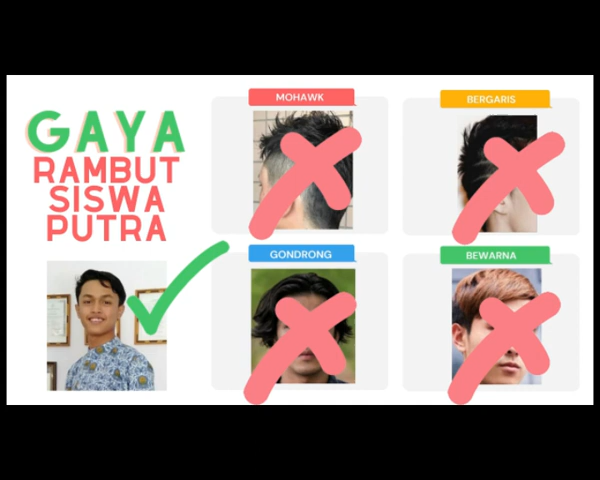 GAYA
RAMBUT
SISWA
PUTRA
MOHAWK
BERGARIS
GONDRONG
BEWARNA